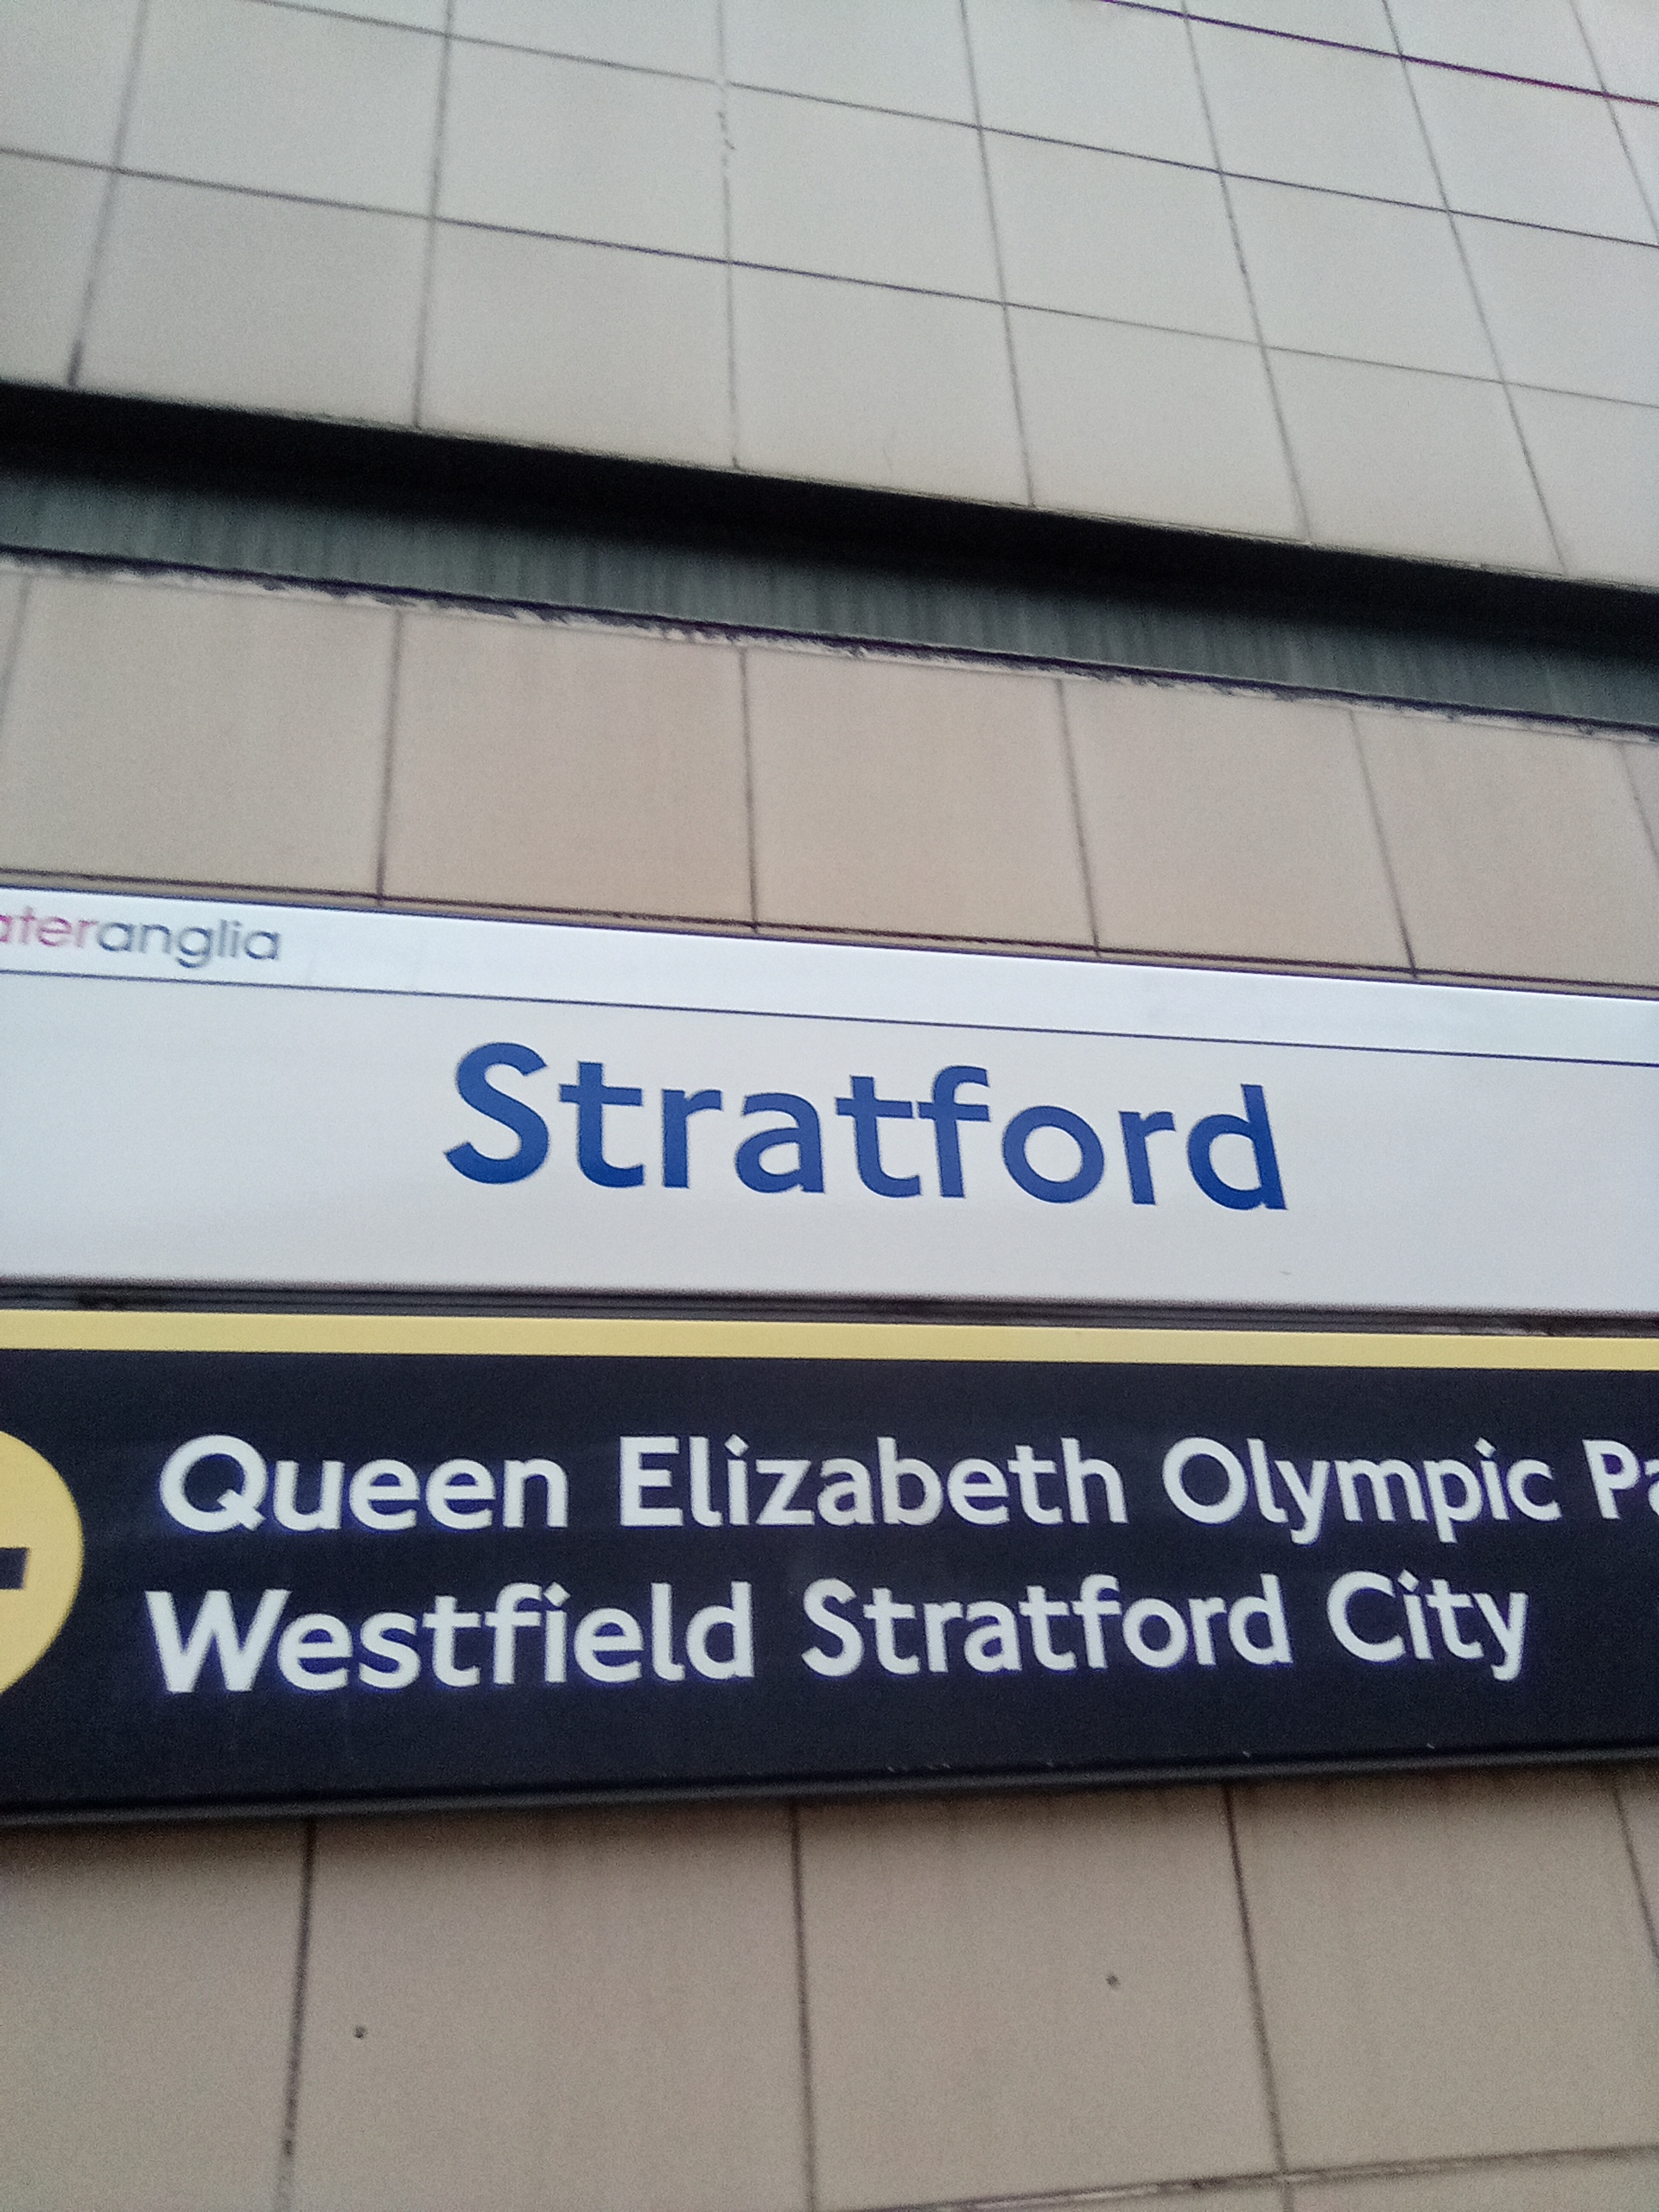 ateranglia
Stratford
Queen Elizabeth Olympic Pa
Westfield Stratford City